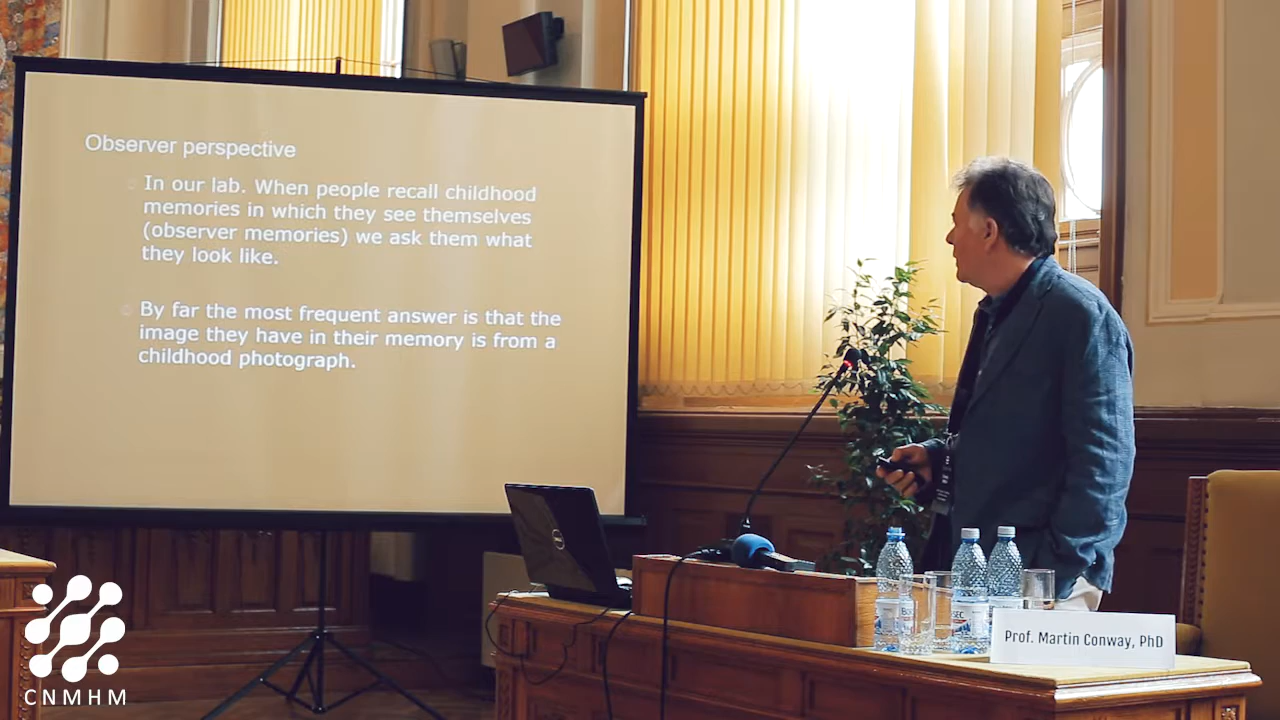 Observer perspective
In our lab. When people recall childhood
memories in which they see themselves
(observer memories) we ask them what
they look like.
By far the most frequent answer is that the
image they have in their memory is from a
childhood photograph.
Prof. Martin Conway, PhD
CNMHM